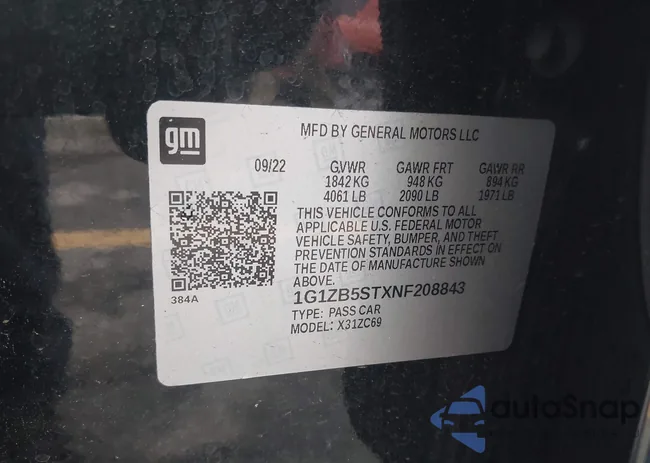 gm
MFD BY GENERAL MOTORS LLC
09/22 GVWR GAWR FRT GAWR RR
1842 KG 948 KG 894 KG
4061 LB 2090 LB 1971 LB
THIS VEHICLE CONFORMS TO ALL
APPLICABLE U.S. FEDERAL MOTOR
VEHICLE SAFETY, BUMPER, AND THEFT
PREVENTION STANDARDS IN EFFECT ON
THE DATE OF MANUFACTURE SHOWN
ABOVE.
384A
1G1ZB5STXNF208843
TYPE: PASS CAR
MODEL: X31ZC69
autoSnap